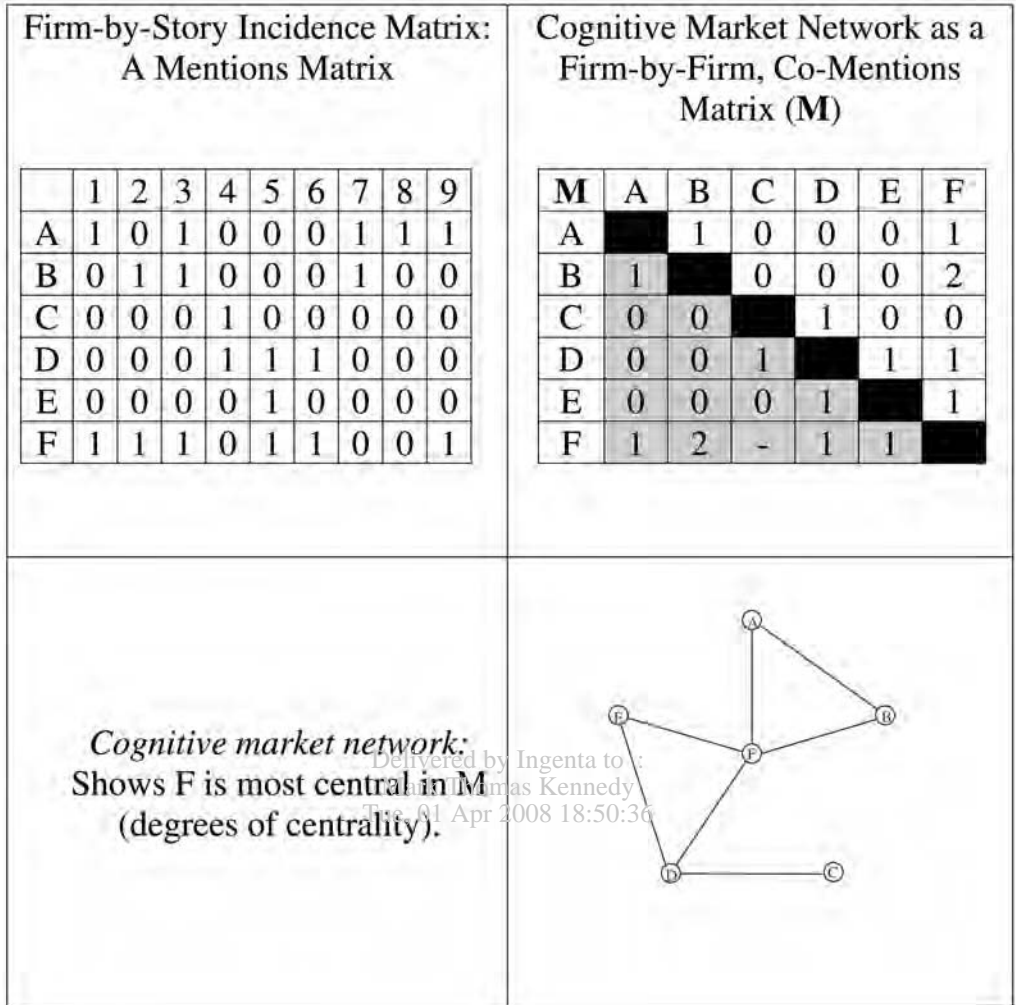 Firm-by-Story Incidence Matrix:
A Mentions Matrix
1 2 3 4 5 6 7 8 9
A 1 0 1 0 0 0 1 1 1
B 0 1 1 0 0 0 1 0 0
C 0 0 0 1 0 0 0 0 0
D 0 0 0 1 1 1 0 0 0
E 0 0 0 0 1 0 0 0 0
F 1 1 1 0 1 1 0 0 1
Cognitive Market Network as a
Firm-by-Firm, Co-Mentions
Matrix (M)
M A B C D E F
A 1 0 0 0 1
B 1 0 0 0 2
C 0 0 1 0 0
D 0 0 1 1 1
E 0 0 0 1 1
F 1 2 - 1 1
Cognitive market network:
Shows F is most central in M
(degrees of centrality).
A
E
B
F
D
C
Delivered by Ingenta to :
Kennedy
Tue, 01 Apr 2008 18:50:36